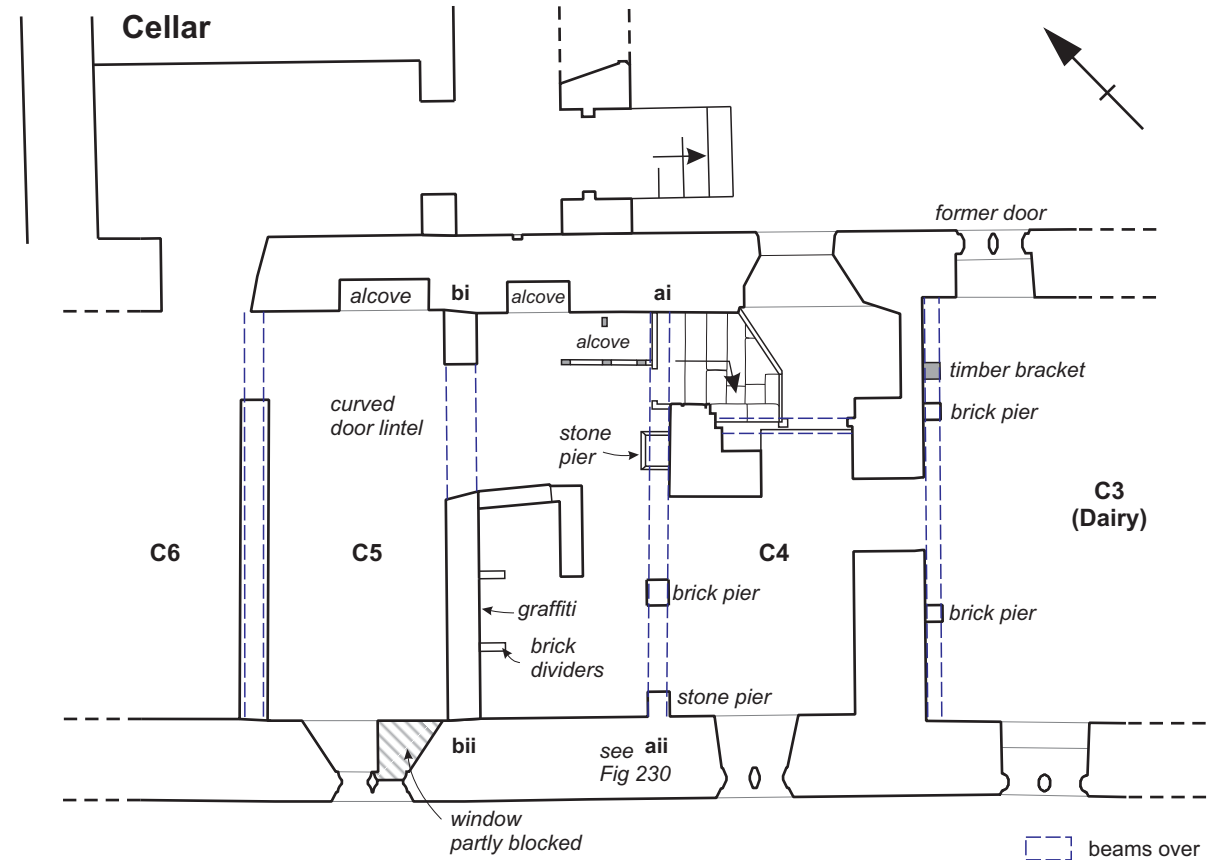 Cellar
former door
alcove
bi
alcove
ai
alcove
timber bracket
brick pier
curved
door lintel
stone
pier
C3
(Dairy)
C6
C5
C4
brick pier
graffiti
brick pier
brick
dividers
stone pier
bii
see aii
Fig 230
window
partly blocked
beams over